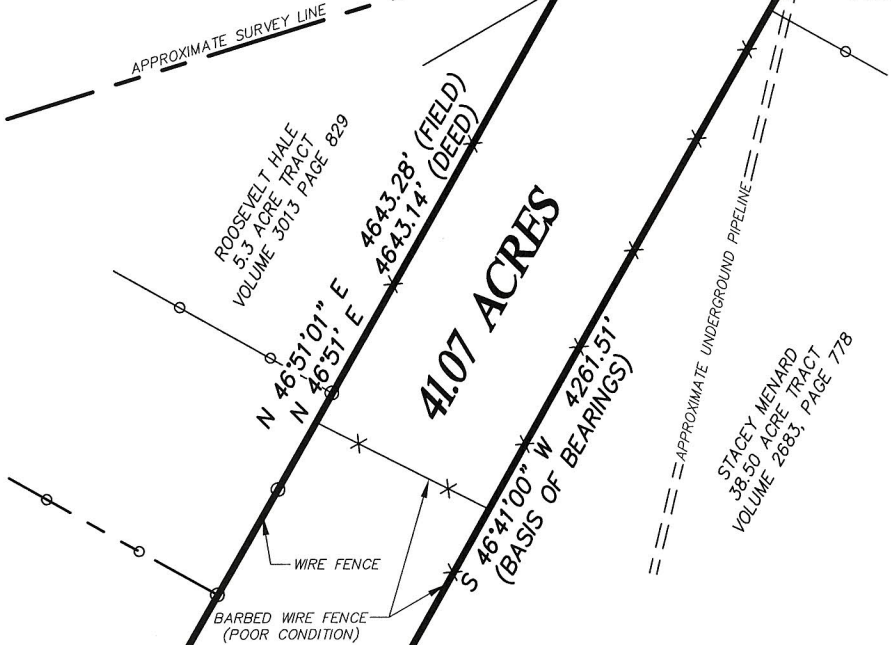 APPROXIMATE SURVEY LINE
ROOSEVELT HALE
5.3 ACRE TRACT
VOLUME 3013 PAGE 829
N 46°51'01" E 4643.28' (FIELD)
N 46°51' E 4643.14' (DEED)
41.07 ACRES
S 46°41'00" W 4261.51'
(BASIS OF BEARINGS)
APPROXIMATE UNDERGROUND PIPELINE
STACEY MENARD
38.50 ACRE TRACT
VOLUME 2683, PAGE 778
WIRE FENCE
BARBED WIRE FENCE
(POOR CONDITION)